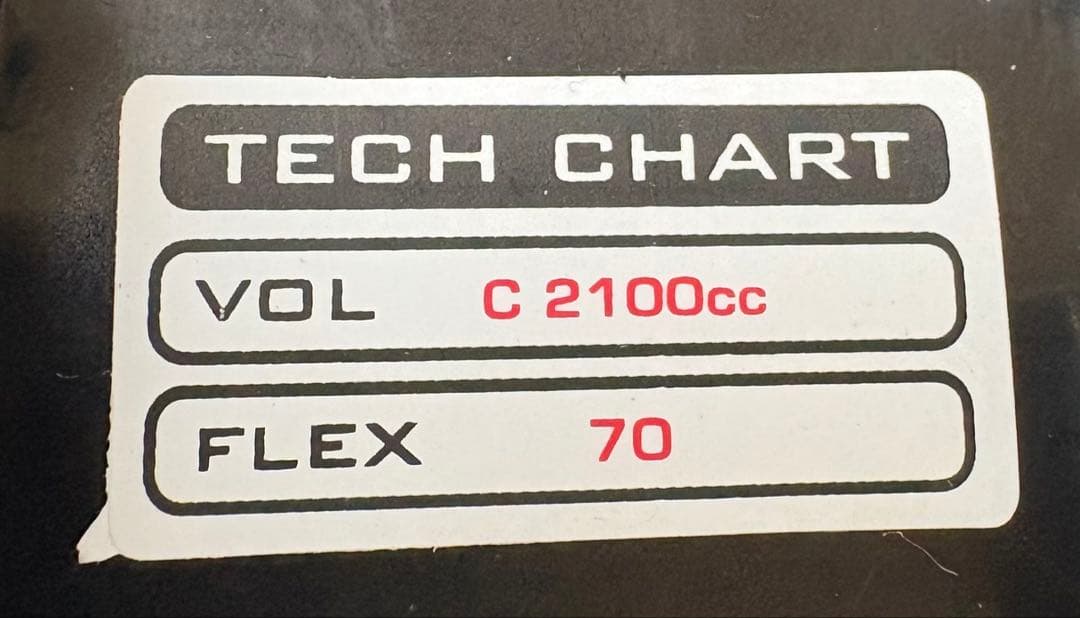 TECH CHART
VOL C 2100cc
FLEX 70